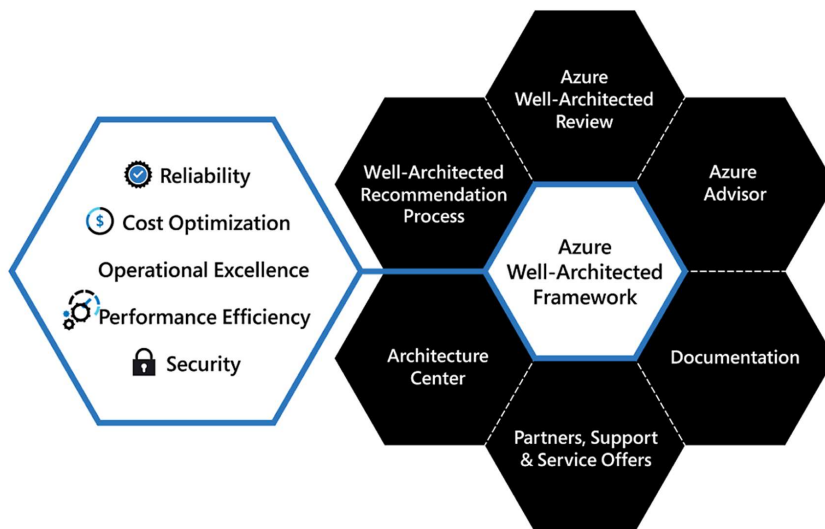 Reliability
$
Cost Optimization
Operational Excellence
Performance Efficiency
Security
Azure
Well-Architected
Review
Well-Architected
Recommendation
Process
Azure
Advisor
Azure
Well-Architected
Framework
Architecture
Center
Documentation
Partners, Support
& Service Offers